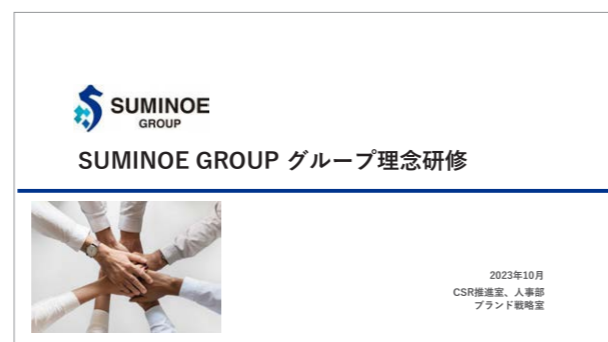 SUMINOE
GROUP
SUMINOE GROUP グループ理念研修
2023年10月
CSR推進室、人事部
ブランド戦略室